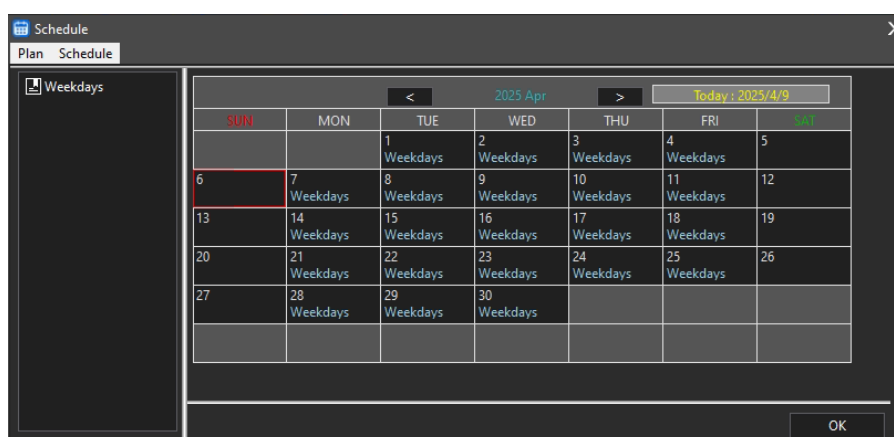 Schedule
Plan Schedule
Weekdays
< 2025 Apr > Today : 2025/4/9
SUN MON TUE WED THU FRI SAT
1 2 3 4 5
Weekdays Weekdays Weekdays Weekdays
6 7 8 9 10 11 12
Weekdays Weekdays Weekdays Weekdays Weekdays
13 14 15 16 17 18 19
Weekdays Weekdays Weekdays Weekdays Weekdays
20 21 22 23 24 25 26
Weekdays Weekdays Weekdays Weekdays Weekdays
27 28 29 30
Weekdays Weekdays Weekdays
OK